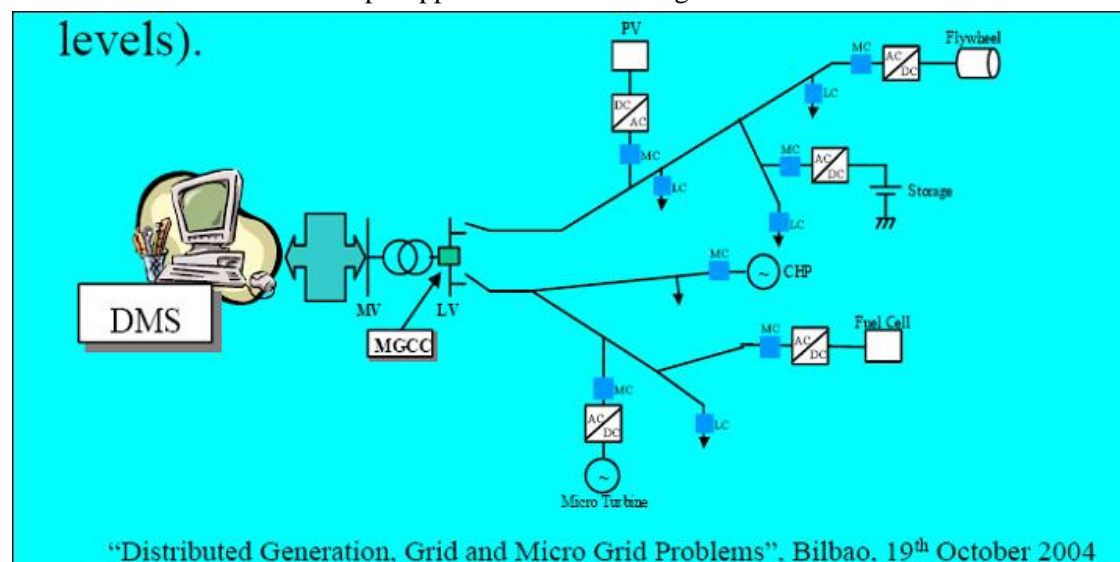 levels).
PV
Flywheel
MC
AC
DC
LC
DC
AC
MC
MC
AC
DC
LC
Storage
LC
MC
CHP
DMS
MV
LV
MGCC
Fuel Cell
MC
AC
DC
MC
LC
AC
DC
Micro Turbine
“Distributed Generation, Grid and Micro Grid Problems”, Bilbao, 19th October 2004